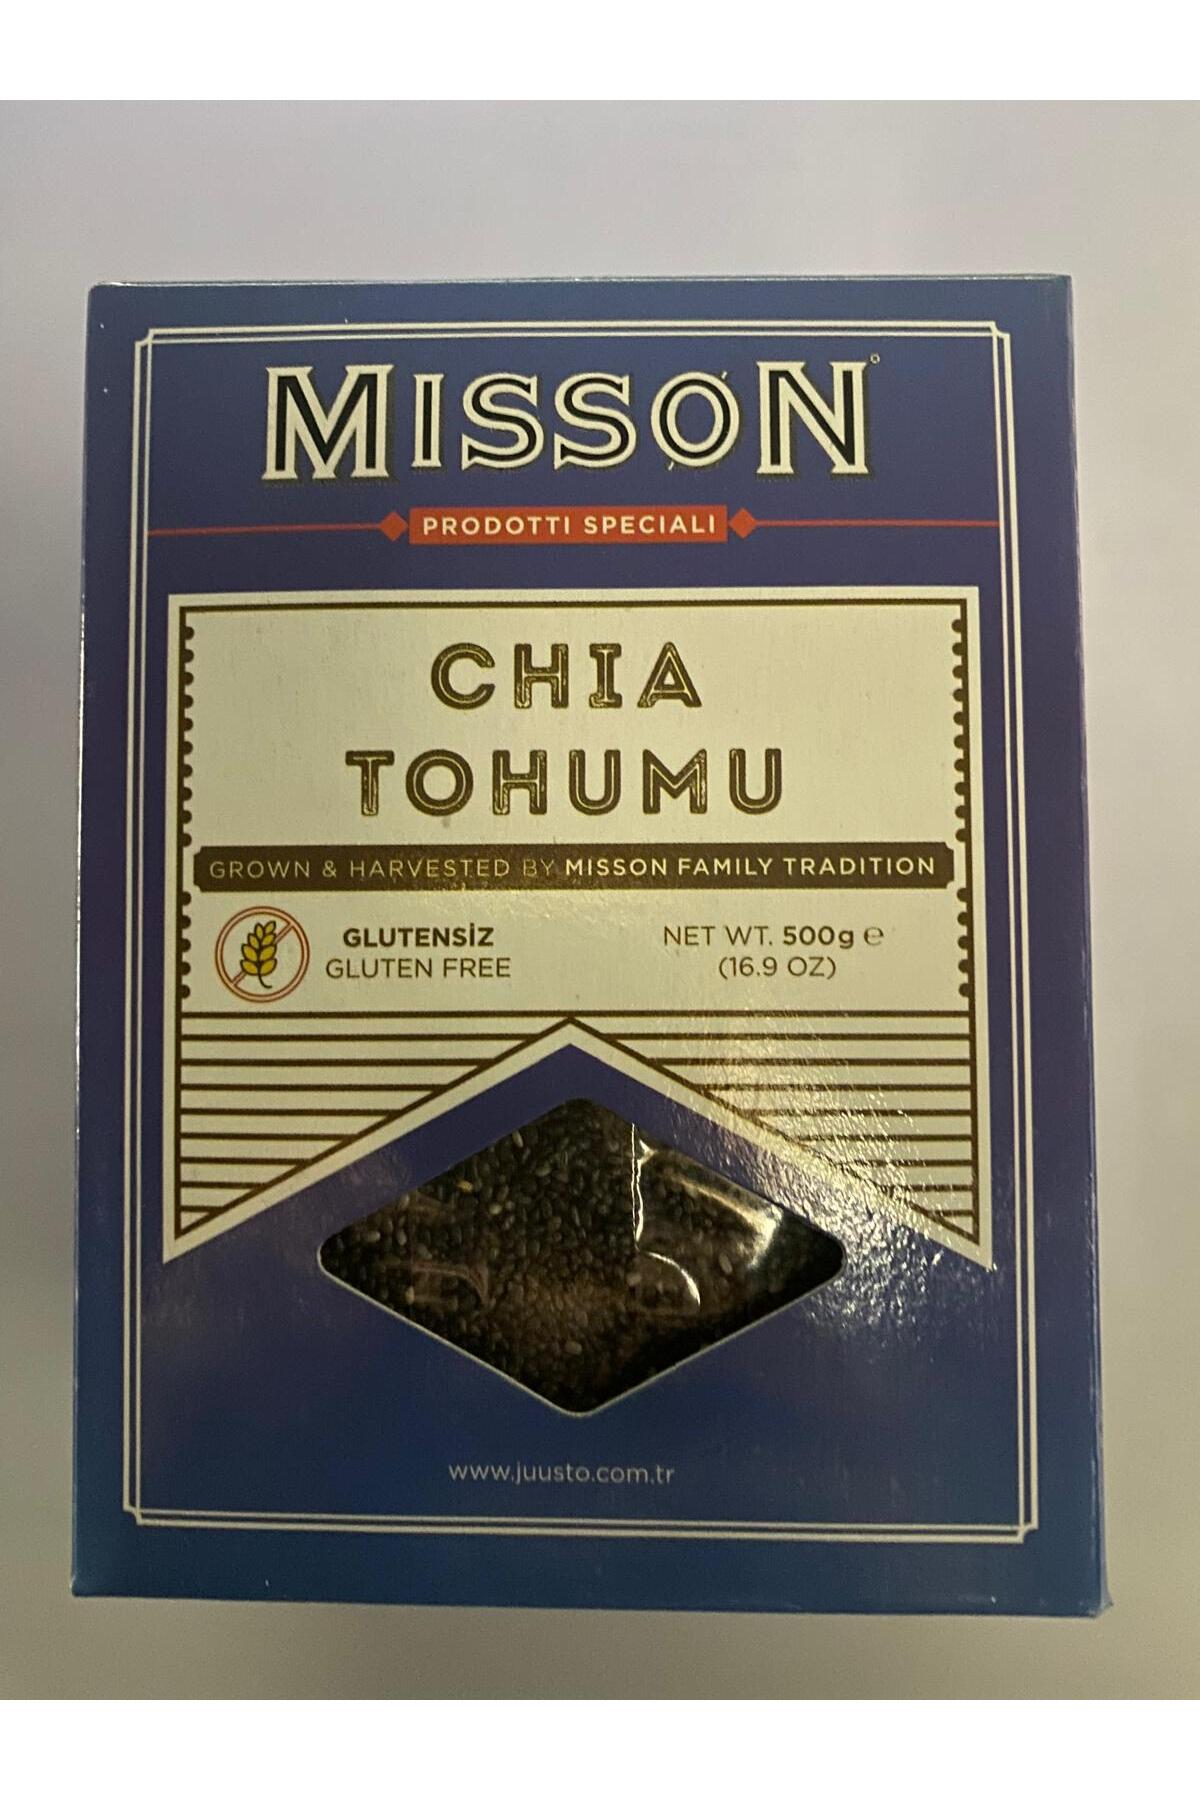 MISSON
PRODOTTI SPECIALI
CHIA
TOHUMU
GROWN & HARVESTED BY MISSON FAMILY TRADITION
GLUTENSİZ
GLUTEN FREE
NET WT. 500g ℮
(16.9 OZ)
www.juusto.com.tr